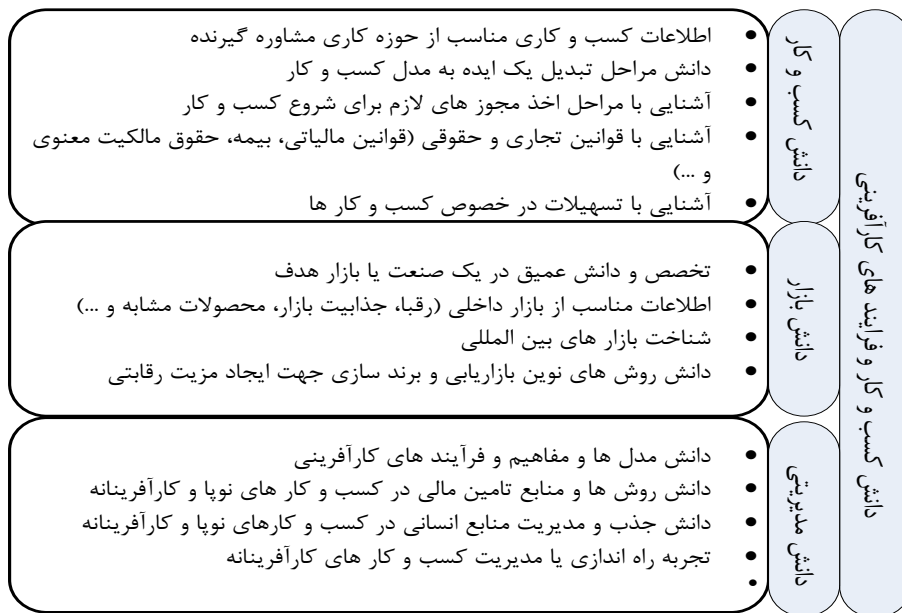 دانش کسب و کار و فرایند های کارآفرینی
دانش کسب و کار
• اطلاعات کسب و کاری مناسب از حوزه کاری مشاوره گیرنده
• دانش مراحل تبدیل یک ایده به مدل کسب و کار
• آشنایی با مراحل اخذ مجوز های لازم برای شروع کسب و کار
• آشنایی با قوانین تجاری و حقوقی (قوانین مالیاتی، بیمه، حقوق مالکیت معنوی
و ...)
• آشنایی با تسهیلات در خصوص کسب و کار ها
دانش بازار
• تخصص و دانش عمیق در یک صنعت یا بازار هدف
• اطلاعات مناسب از بازار داخلی (رقبا، جذابیت بازار، محصولات مشابه و ...)
• شناخت بازار های بین المللی
• دانش روش های نوین بازاریابی و برند سازی جهت ایجاد مزیت رقابتی
دانش مدیریتی
• دانش مدل ها و مفاهیم و فرآیند های کارآفرینی
• دانش روش ها و منابع تامین مالی در کسب و کار های نوپا و کارآفرینانه
• دانش جذب و مدیریت منابع انسانی در کسب و کارهای نوپا و کارآفرینانه
• تجربه راه اندازی یا مدیریت کسب و کار های کارآفرینانه
•